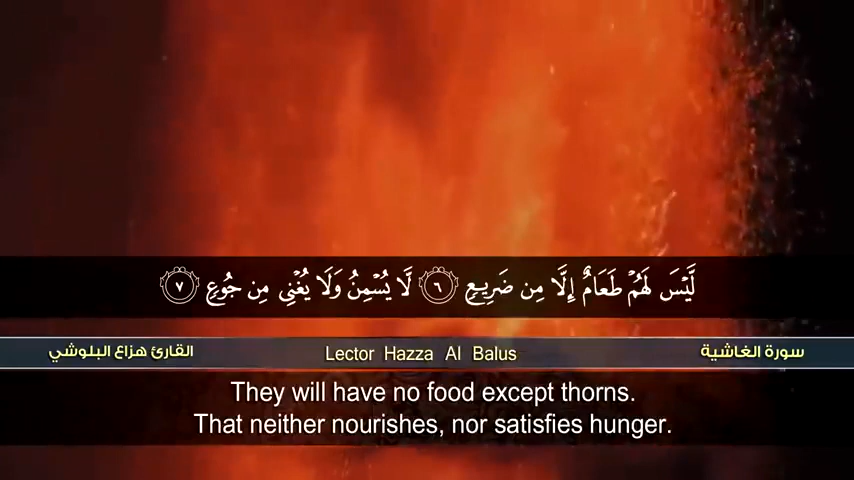 لَّيْسَ لَهُمْ طَعَامٌ إِلَّا مِن ضَرِيعٍ ٦ لَّا يُسْمِنُ وَلَا يُغْنِى مِن جُوعٍ ٧
سورة الغاشية
Lector Hazza Al Balus
القارئ هزاع البلوشي
They will have no food except thorns.
That neither nourishes, nor satisfies hunger.